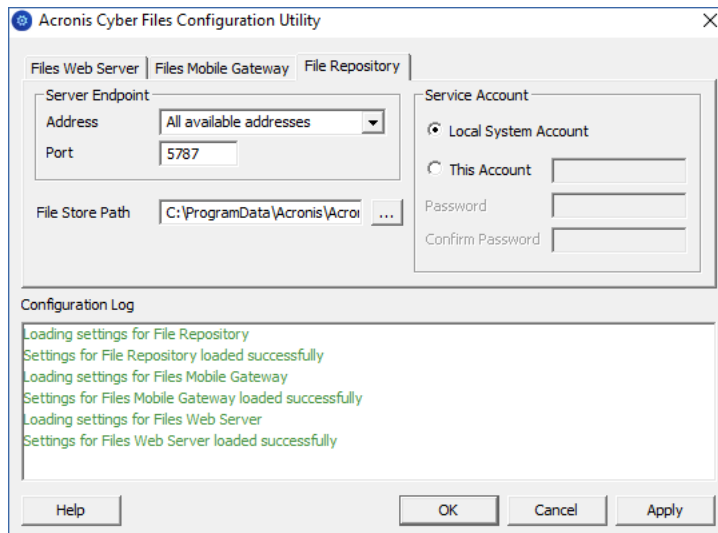 Acronis Cyber Files Configuration Utility
Files Web Server
Files Mobile Gateway
File Repository
Server Endpoint
Address
All available addresses
Port
5787
File Store Path
C:\ProgramData\Acronis\Acro
...
Service Account
Local System Account
This Account
Password
Confirm Password
Configuration Log
Loading settings for File Repository
Settings for File Repository loaded successfully
Loading settings for Files Mobile Gateway
Settings for Files Mobile Gateway loaded successfully
Loading settings for Files Web Server
Settings for Files Web Server loaded successfully
Help
OK
Cancel
Apply